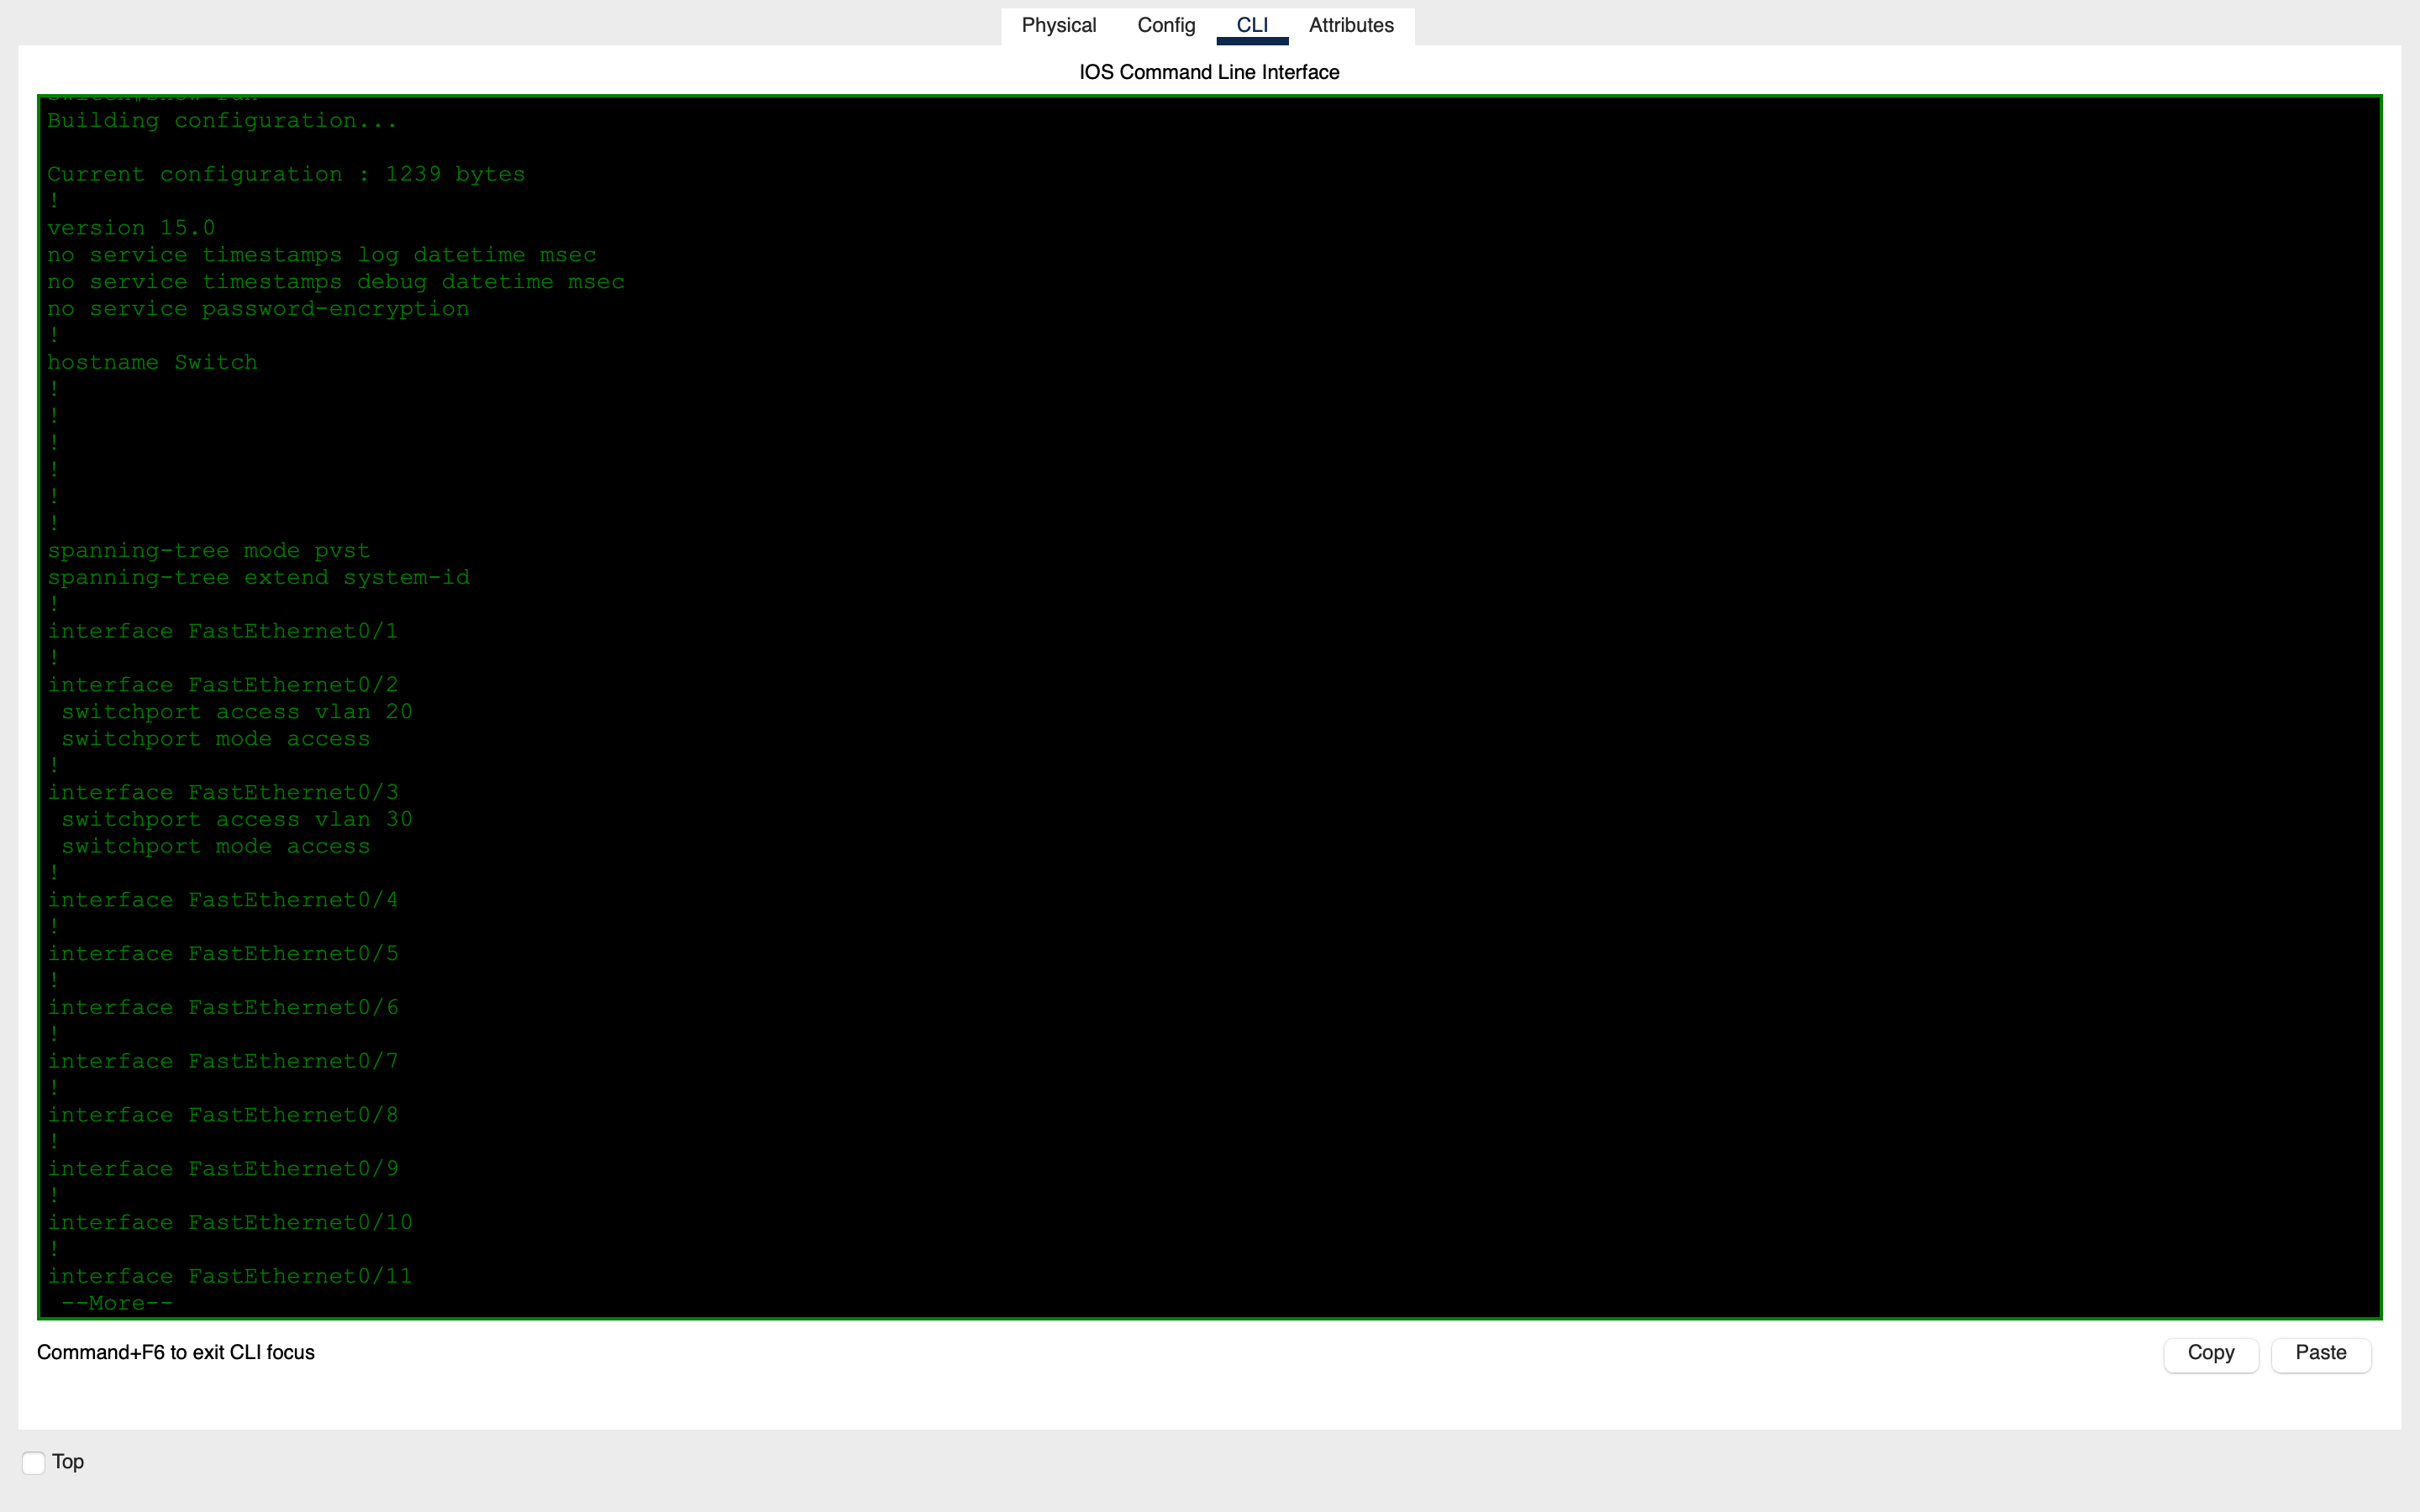 Physical Config CLI Attributes
IOS Command Line Interface
Switch#show run
Building configuration...
Current configuration : 1239 bytes
!
version 15.0
no service timestamps log datetime msec
no service timestamps debug datetime msec
no service password-encryption
!
hostname Switch
!
!
!
!
!
!
spanning-tree mode pvst
spanning-tree extend system-id
!
interface FastEthernet0/1
!
interface FastEthernet0/2
switchport access vlan 20
switchport mode access
!
interface FastEthernet0/3
switchport access vlan 30
switchport mode access
!
interface FastEthernet0/4
!
interface FastEthernet0/5
!
interface FastEthernet0/6
!
interface FastEthernet0/7
!
interface FastEthernet0/8
!
interface FastEthernet0/9
!
interface FastEthernet0/10
!
interface FastEthernet0/11
--More--
Command+F6 to exit CLI focus
Copy Paste
Top